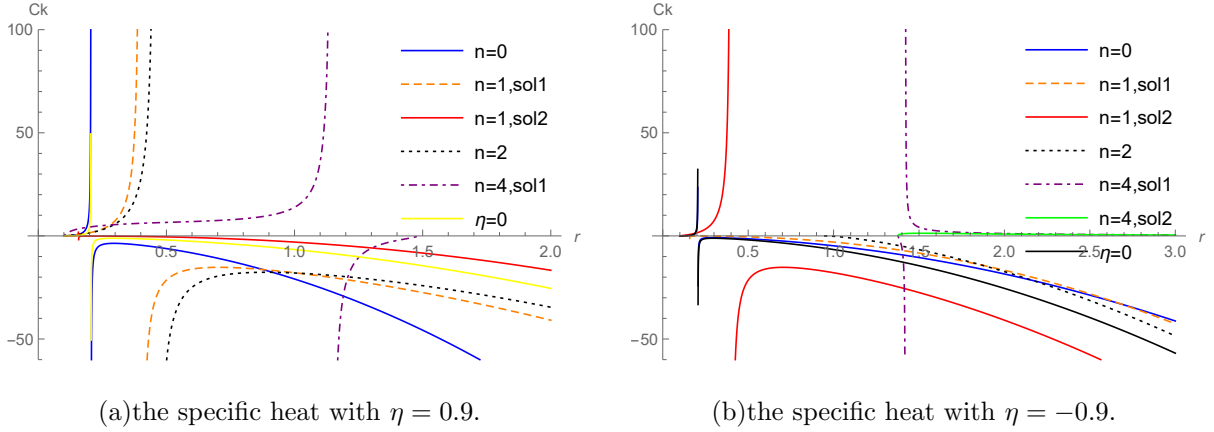 Ck
100
50
−50
0.5
1.0
1.5
2.0
r
n=0
n=1,sol1
n=1,sol2
n=2
n=4,sol1
η=0
(a)the specific heat with η = 0.9.
Ck
100
50
0
−50
0.5
1.0
1.5
2.0
2.5
3.0
r
n=0
n=1,sol1
n=1,sol2
n=2
n=4,sol1
n=4,sol2
η=0
(b)the specific heat with η = −0.9.